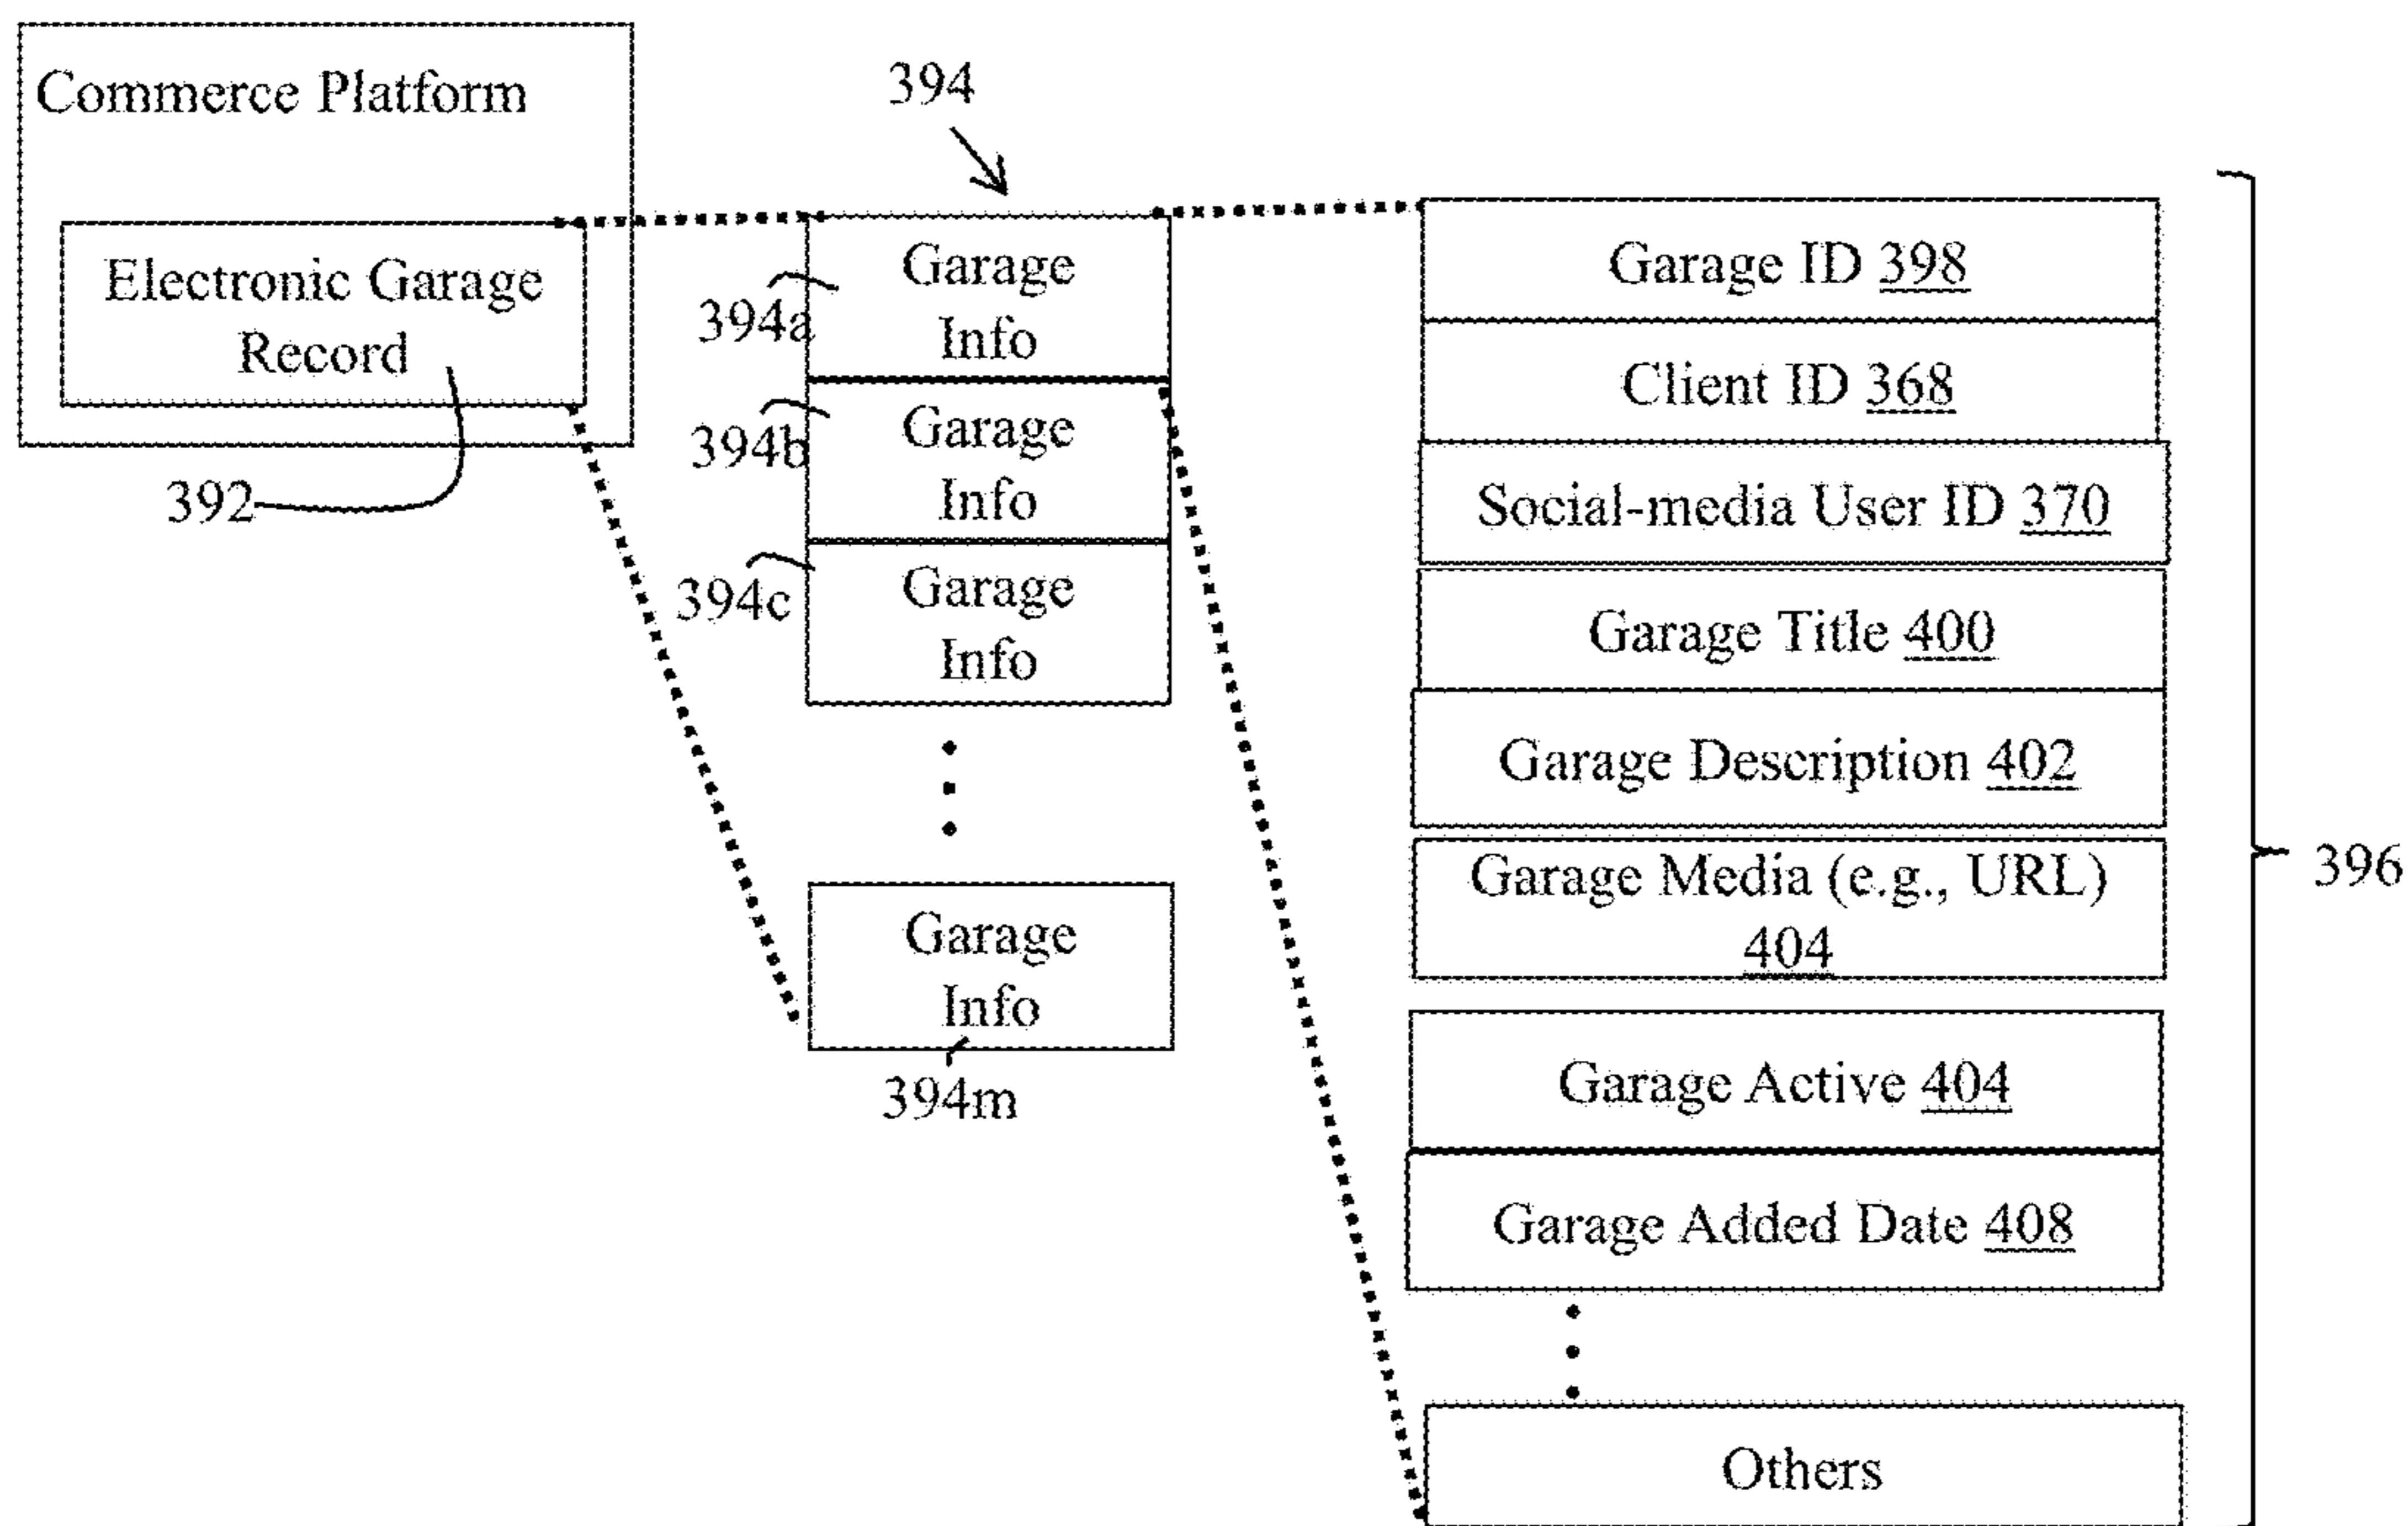 Commerce Platform
Electronic Garage
Record
392
394
394a
Garage
Info
394b
Garage
Info
394c
Garage
Info
Garage
Info
394m
Garage ID 398
Client ID 368
Social-media User ID 370
Garage Title 400
Garage Description 402
Garage Media (e.g., URL)
404
Garage Active 404
Garage Added Date 408
Others
396